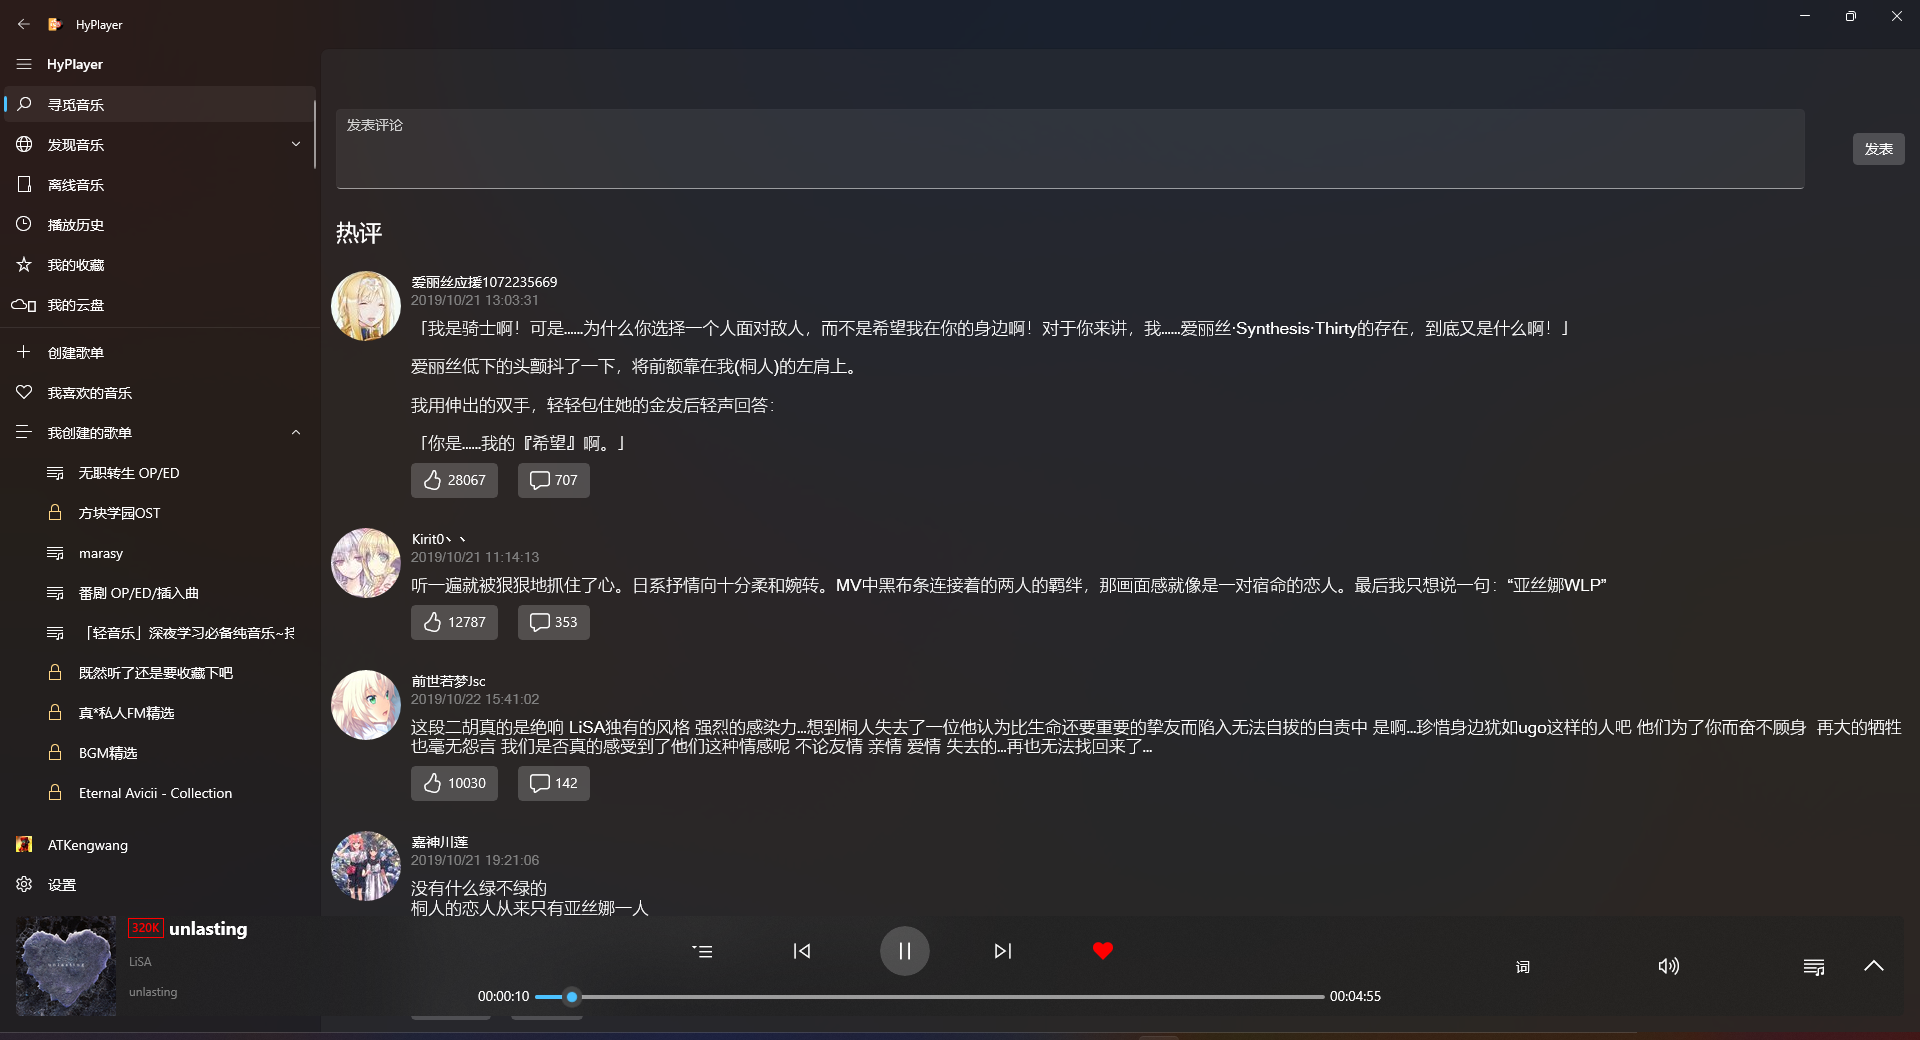 HyPlayer
HyPlayer
寻觅音乐
发现音乐
离线音乐
播放历史
我的收藏
我的云盘
创建歌单
我喜欢的音乐
我创建的歌单
无职转生 OP/ED
方块学园OST
marasy
番剧 OP/ED/插入曲
「轻音乐」深夜学习必备纯音乐~持
既然听了还是要收藏下吧
真*私人FM精选
BGM精选
Eternal Avicii - Collection
ATKengwang
设置
发表评论
发表
热评
爱丽丝应援1072235669
2019/10/21 13:03:31
「我是骑士啊！可是......为什么你选择一个人面对敌人，而不是希望我在你的身边啊！对于你来讲，我......爱丽丝·Synthesis·Thirty的存在，到底又是什么啊！」
爱丽丝低下的头颤抖了一下，将前额靠在我(桐人)的左肩上。
我用伸出的双手，轻轻包住她的金发后轻声回答：
「你是......我的『希望』啊。」
28067
707
Kirit0丶丶
2019/10/21 11:14:13
听一遍就被狠狠地抓住了心。日系抒情向十分柔和婉转。MV中黑布条连接着的两人的羁绊，那画面感就像是一对宿命的恋人。最后我只想说一句：“亚丝娜WLP”
12787
353
前世若梦Jsc
2019/10/22 15:41:02
这段二胡真的是绝响 LiSA独有的风格 强烈的感染力...想到桐人失去了一位他认为比生命还要重要的挚友而陷入无法自拔的自责中 是啊...珍惜身边犹如ugo这样的人吧 他们为了你而奋不顾身  再大的牺牲
也毫无怨言 我们是否真的感受到了他们这种情感呢 不论友情 亲情 爱情 失去的...再也无法找回来了...
10030
142
嘉神川莲
2019/10/21 19:21:06
没有什么绿不绿的
桐人的恋人从来只有亚丝娜一人
unlasting
320K unlasting
LiSA
unlasting
00:00:10
00:04:55
词